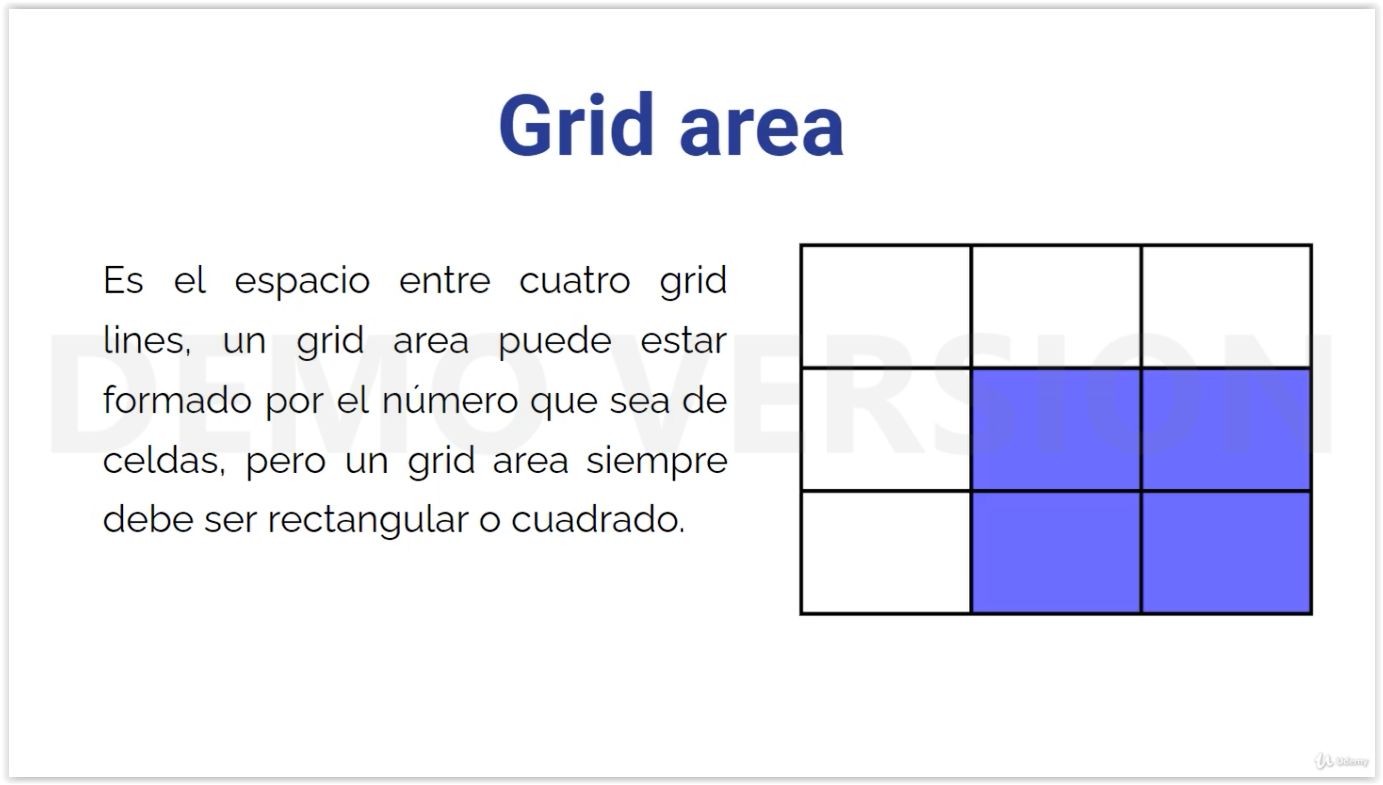 Grid area
Es el espacio entre cuatro grid
lines, un grid area puede estar
formado por el número que sea de
celdas, pero un grid area siempre
debe ser rectangular o cuadrado.
DEMO VERSION
Udemy